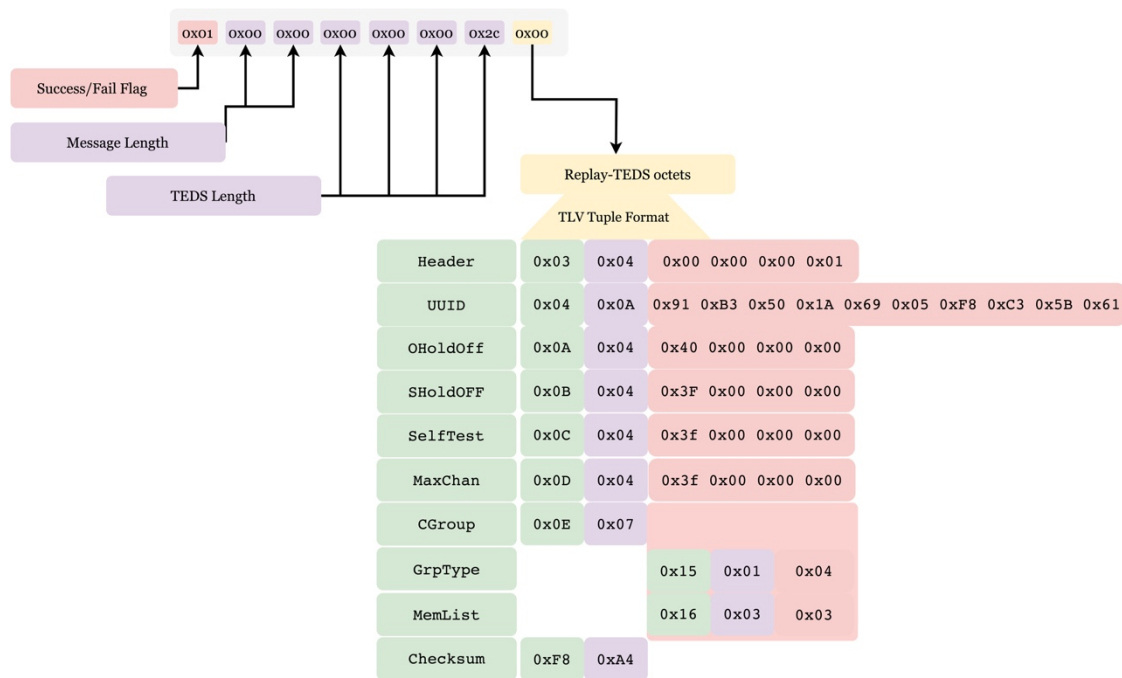 0x01 0x00 0x00 0x00 0x00 0x00 0x2c 0x00
Success/Fail Flag
Message Length
TEDS Length
Replay-TEDS octets
TLV Tuple Format
Header 0x03 0x04 0x00 0x00 0x00 0x01
UUID 0x04 0x0A 0x91 0xB3 0x50 0x1A 0x69 0x05 0xF8 0xC3 0x5B 0x61
OHoldOff 0x0A 0x04 0x40 0x00 0x00 0x00
SHoldOFF 0x0B 0x04 0x3F 0x00 0x00 0x00
SelfTest 0x0C 0x04 0x3f 0x00 0x00 0x00
MaxChan 0x0D 0x04 0x3f 0x00 0x00 0x00
CGroup 0x0E 0x07
GrpType 0x15 0x01 0x04
MemList 0x16 0x03 0x03
Checksum 0xF8 0xA4